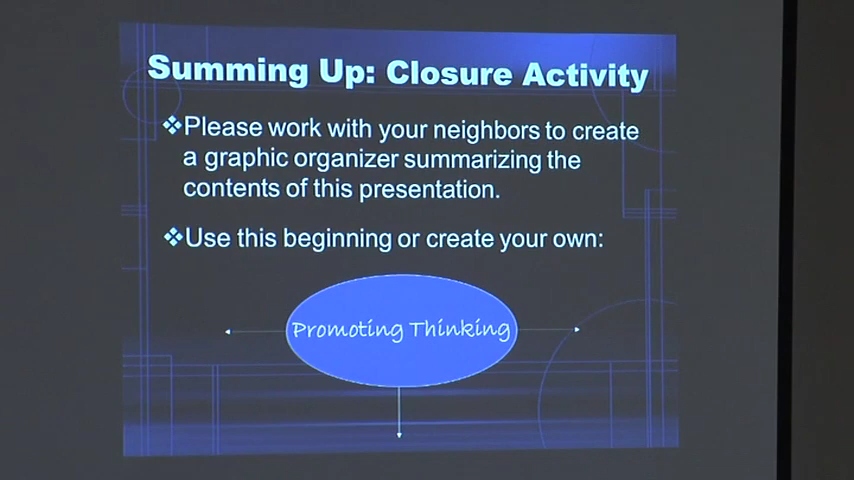 Summing Up: Closure Activity
❖Please work with your neighbors to create
a graphic organizer summarizing the
contents of this presentation.
❖Use this beginning or create your own:
Promoting Thinking